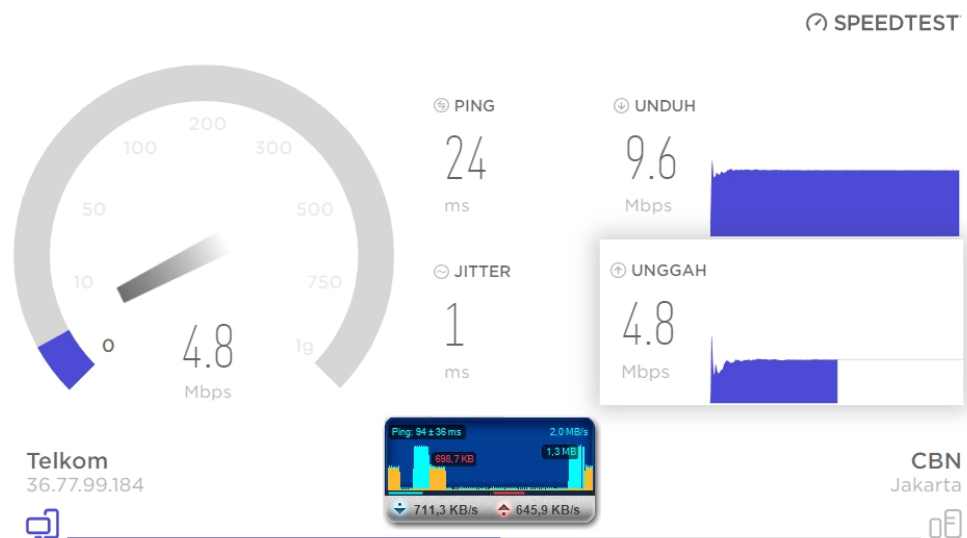 SPEEDTEST
PING
24
ms
UNDUH
9.6
Mbps
JITTER
1
ms
UNGGAH
4.8
Mbps
0
10
50
100
200
300
500
750
1g
4.8
Mbps
Telkom
36.77.99.184
Ping: 94 ± 36 ms
2,0 MB/s
698,7 KB
1,3 MB
711,3 KB/s
645,9 KB/s
CBN
Jakarta